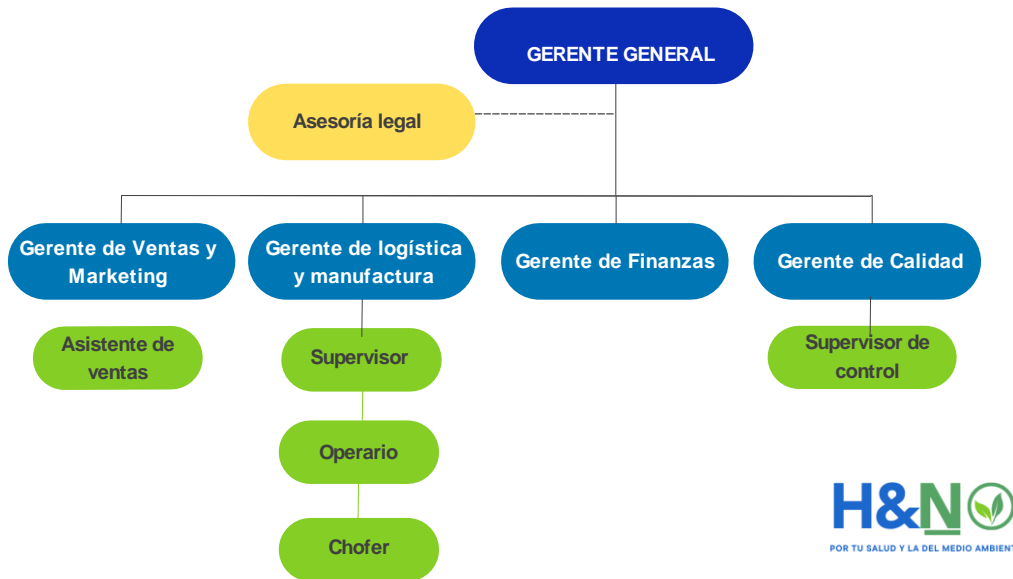 GERENTE GENERAL
Asesoría legal
Gerente de Ventas y
Marketing
Gerente de logística
y manufactura
Gerente de Finanzas
Gerente de Calidad
Asistente de
ventas
Supervisor
Supervisor de
control
Operario
Chofer
H&N
POR TU SALUD Y LA DEL MEDIO AMBIENT